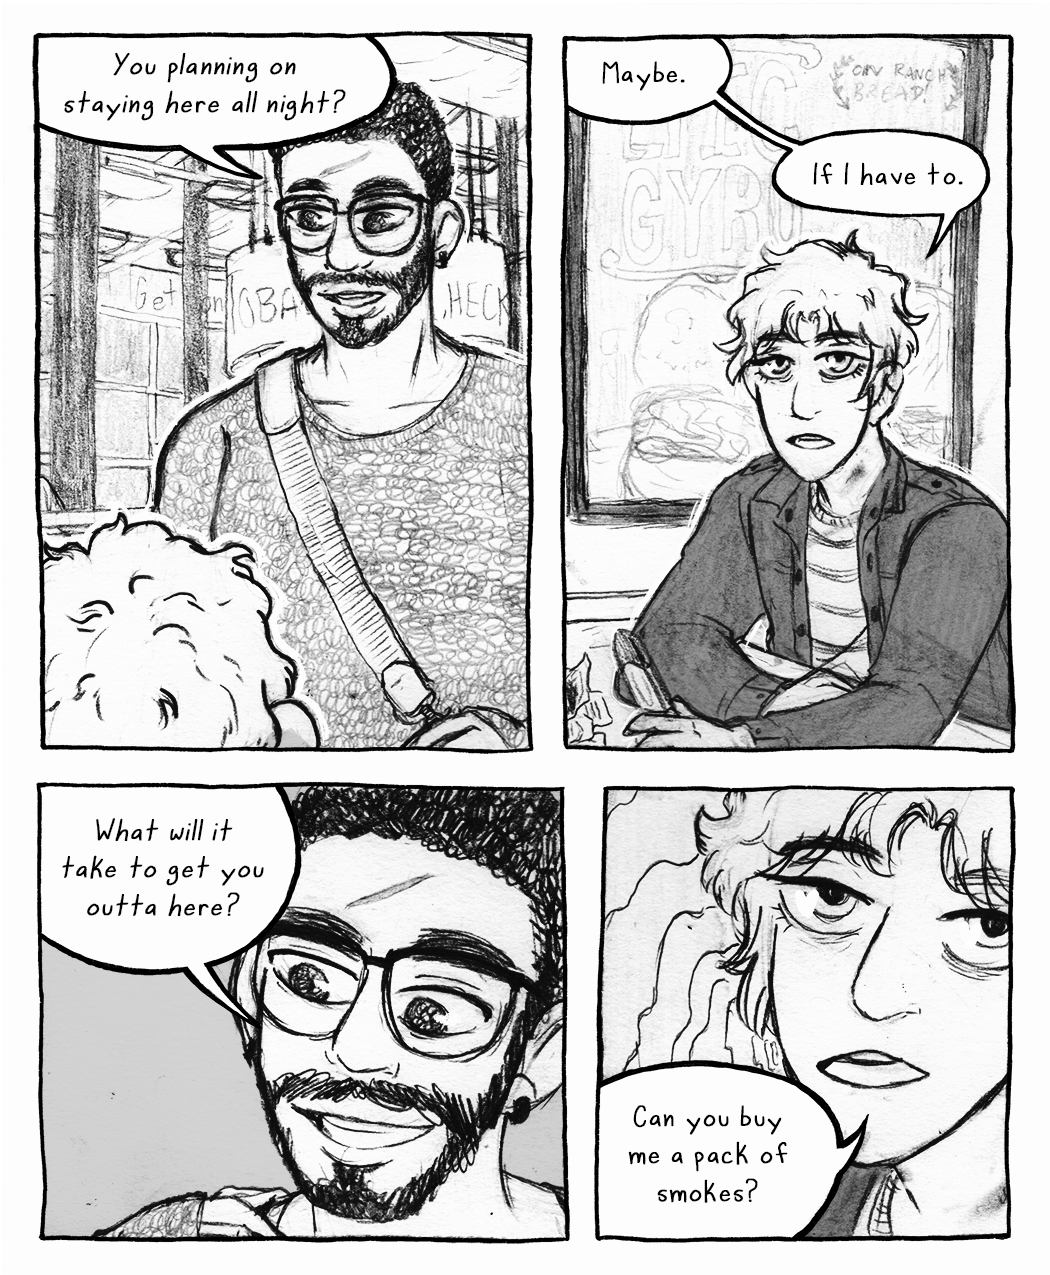 You planning on
staying here all night?
Get
OBA
HECK
Maybe.
If I have to.
RANCH
BREAD!
EPIC
GYRO
What will it
take to get you
outta here?
Can you buy
me a pack of
smokes?